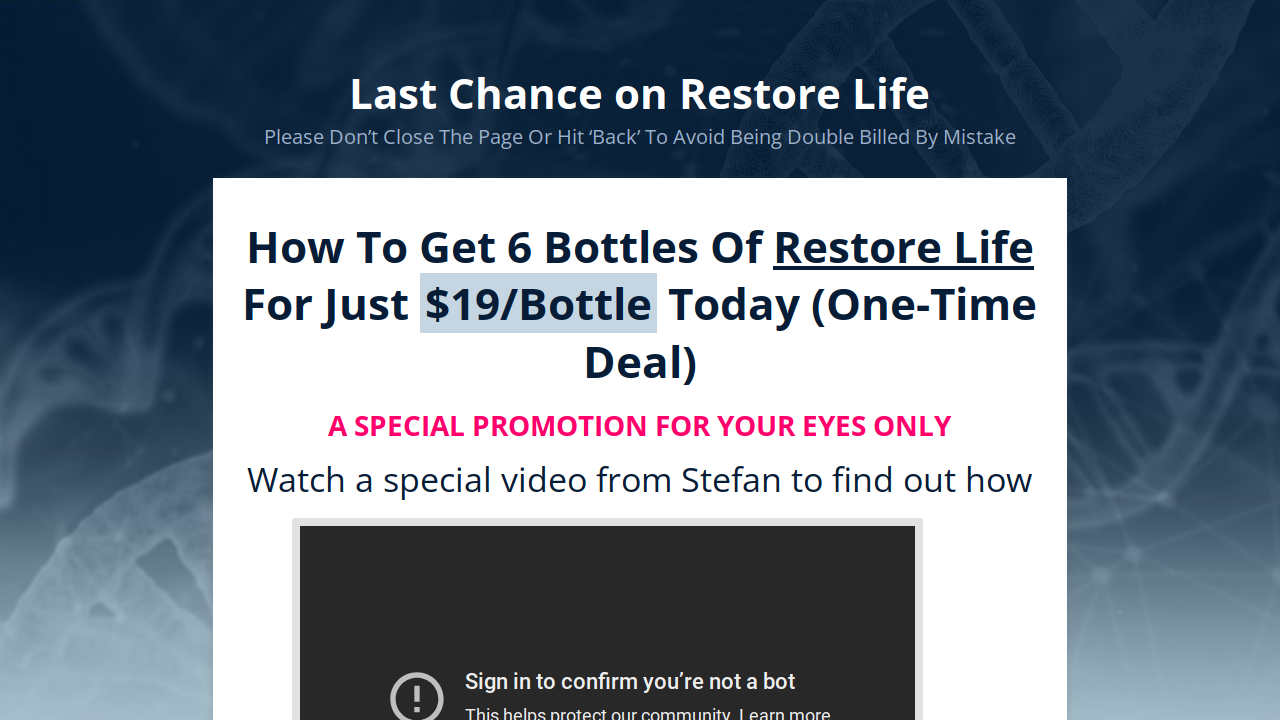 Last Chance on Restore Life
Please Don’t Close The Page Or Hit ‘Back’ To Avoid Being Double Billed By Mistake
How To Get 6 Bottles Of Restore Life
For Just $19/Bottle Today (One-Time
Deal)
A SPECIAL PROMOTION FOR YOUR EYES ONLY
Watch a special video from Stefan to find out how
Sign in to confirm you’re not a bot
This helps protect our community. Learn more